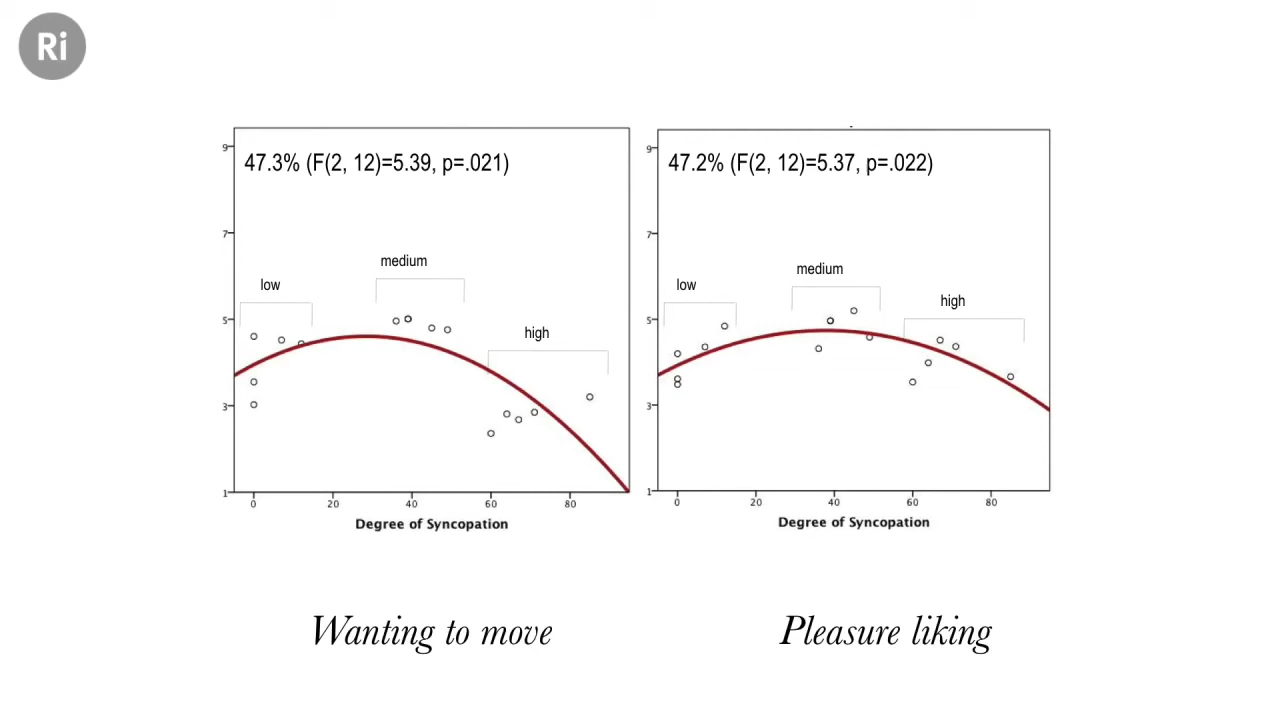 Ri
47.3% (F(2, 12)=5.39, p=.021)
9
7
5
3
1
low
medium
high
0 20 40 60 80
Degree of Syncopation
Wanting to move
47.2% (F(2, 12)=5.37, p=.022)
9
7
5
3
1
low
medium
high
0 20 40 60 80
Degree of Syncopation
Pleasure liking